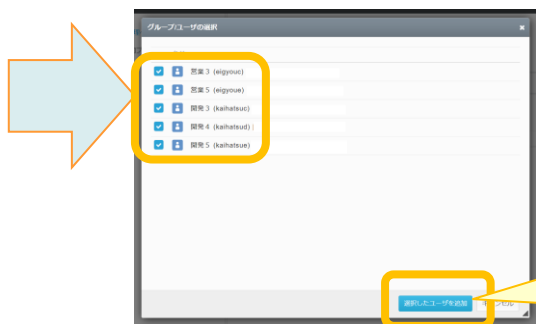 グループ/ユーザの選択
営業３ (eigyouc)
営業５ (eigyoue)
開発３ (kaihatsuc)
開発４ (kaihatsud)
開発５ (kaihatsue)
選択したユーザを追加